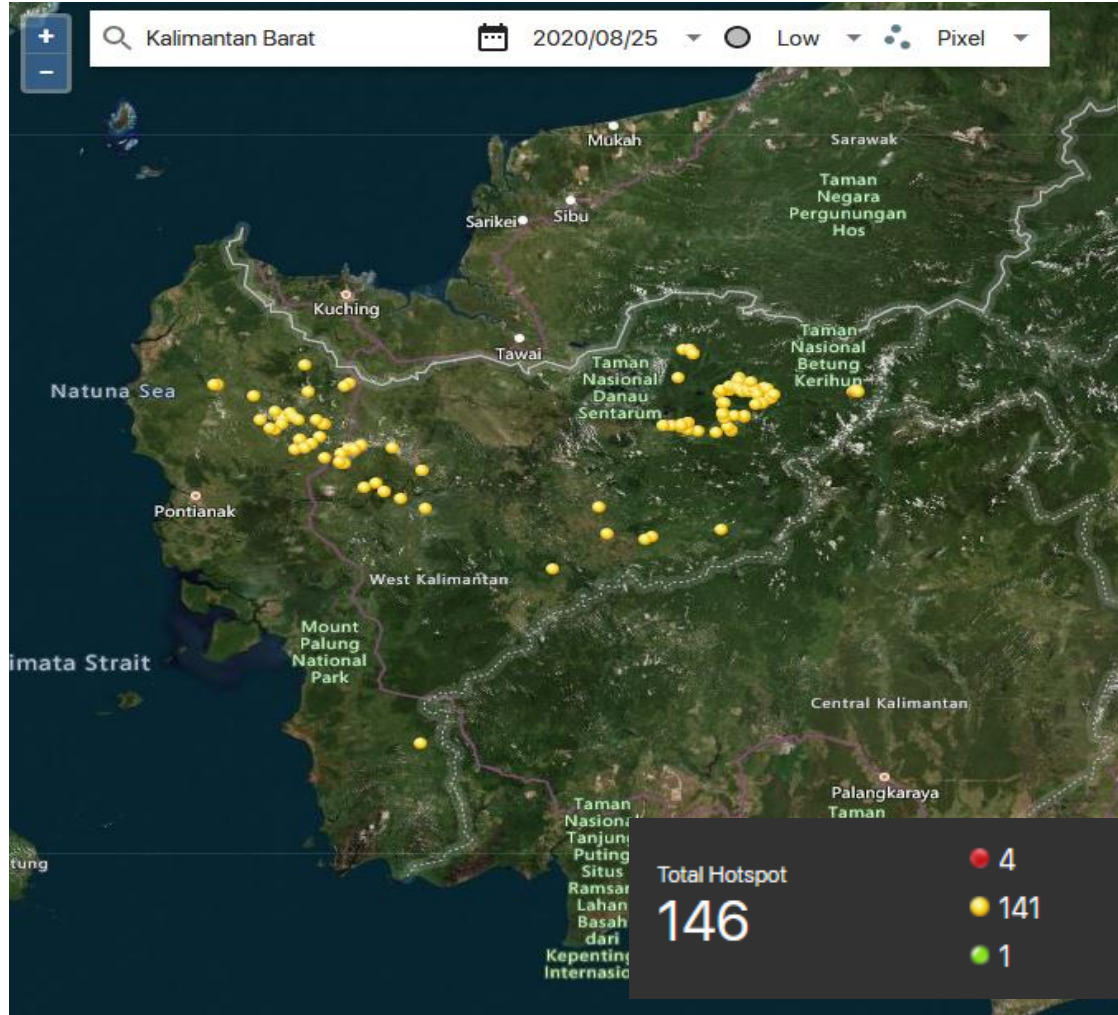 +
−
Kalimantan Barat
2020/08/25
Low
Pixel
Mukah
Sarawak
Taman
Negara
Pergunungan
Hos
Sarikei
Sibu
Kuching
Tawai
Taman
Nasional
Betung
Kerihun
Taman
Nasional
Danau
Sentarum
Natuna Sea
Pontianak
West Kalimantan
Mount
Palung
National
Park
imata Strait
Central Kalimantan
Palangkaraya
Taman
Taman
Nasional
Tanjung
Puting
Situs
Ramsar
Lahan
Basah
dari
Kepenting
Internasio
tung
Total Hotspot
146
4
141
1